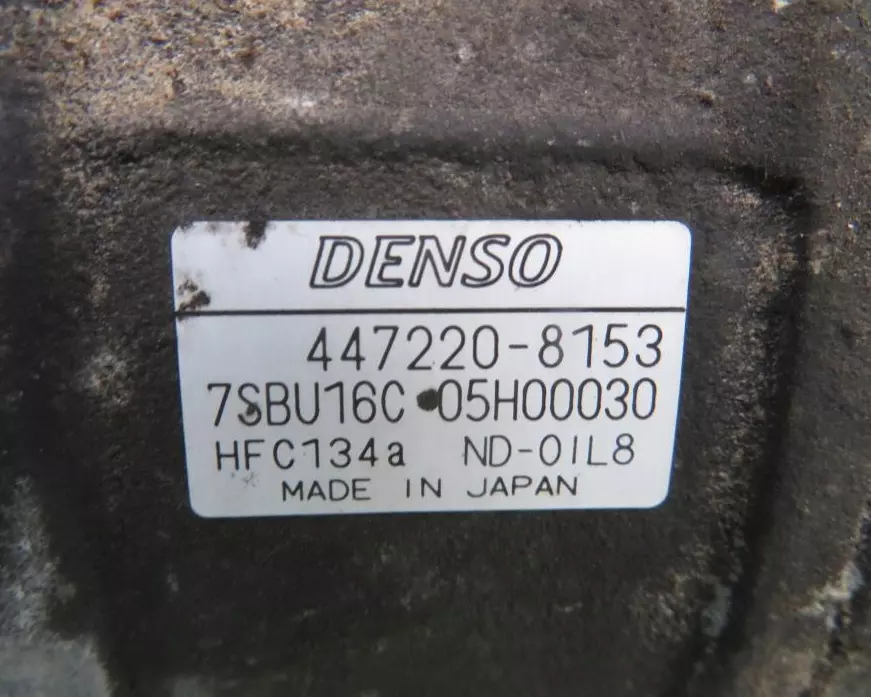 DENSO
447220-8153
7SBU16C 05H00030
HFC134a ND-OIL8
MADE IN JAPAN